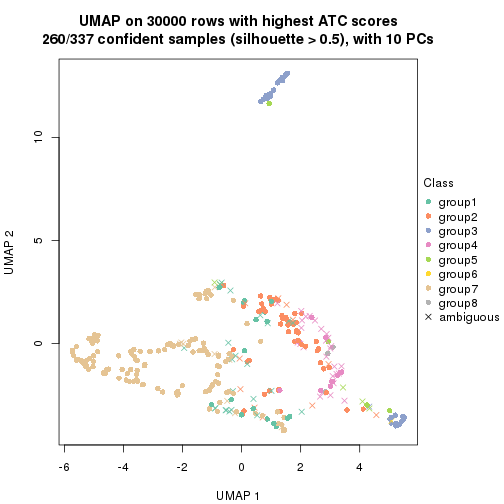 UMAP on 30000 rows with highest ATC scores
260/337 confident samples (silhouette > 0.5), with 10 PCs
UMAP 2
10
5
0
-6 -4 -2 0 2 4
UMAP 1
Class
group1
group2
group3
group4
group5
group6
group7
group8
ambiguous